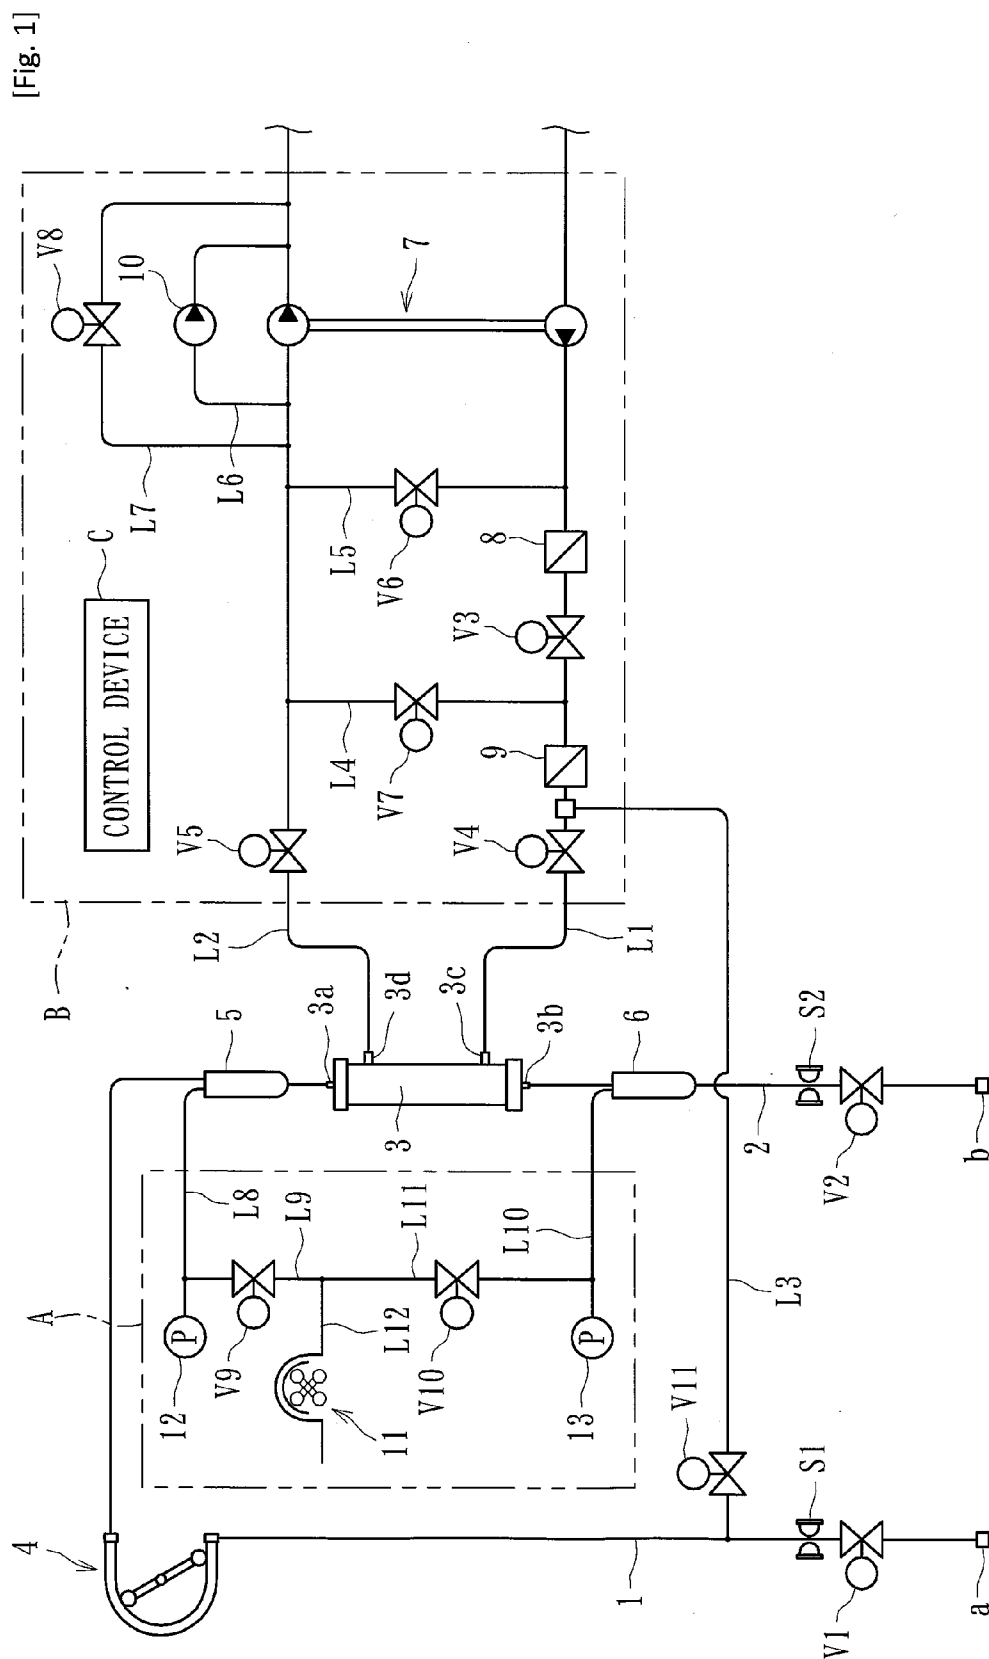 [Fig. 1]
V8
10
7
L7
L6
C
CONTROL DEVICE
L5
V6
8
V3
L4
V7
9
V5
V4
B
L2
L1
5
3a
3d
3c
3b
6
S2
3
2
V2
b
A
L8
L9
L11
L10
L12
L3
12
P
V9
11
V10
13
P
V11
S1
4
1
V1
a